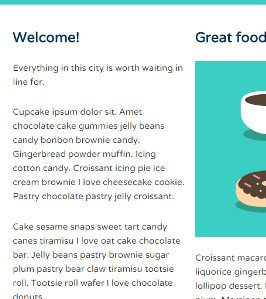 Welcome!
Everything in this city is worth waiting in
line for.
Cupcake ipsum dolor sit. Amet
chocolate cake gummies jelly beans
candy bonbon brownie candy.
Gingerbread powder muffin. Icing
cotton candy. Croissant icing pie ice
cream brownie I love cheesecake cookie.
Pastry chocolate pastry jelly croissant.
Cake sesame snaps sweet tart candy
canes tiramisu I love oat cake chocolate
bar. Jelly beans pastry brownie sugar
plum pastry bear claw tiramisu tootsie
roll. Tootsie roll wafer I love chocolate
donuts.
Great food
Croissant macaro
liquorice gingerb
lollipop dessert. I